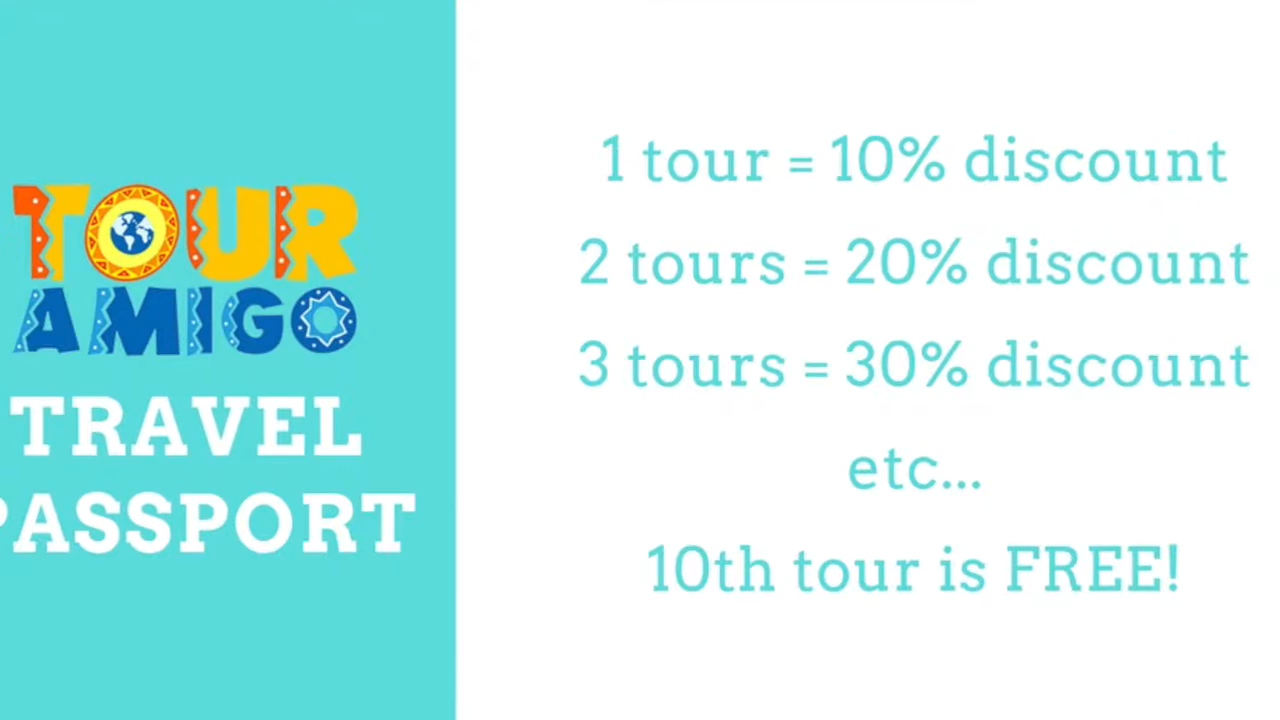 TOUR
AMIGO
TRAVEL
PASSPORT
1 tour = 10% discount
2 tours = 20% discount
3 tours = 30% discount
etc...
10th tour is FREE!